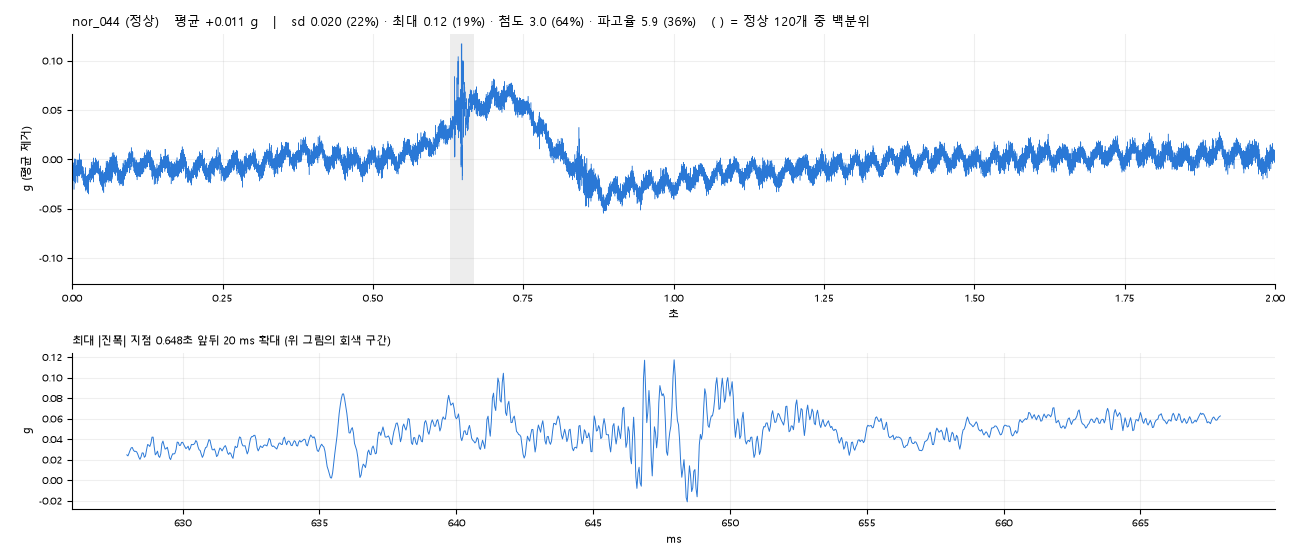 nor_044 (정상)    평균 +0.011 g    |    sd 0.020 (22%) · 최대 0.12 (19%) · 첨도 3.0 (64%) · 파고율 5.9 (36%)    ( ) = 정상 120개 중 백분위
g (평균 제거)
0.10
0.05
0.00
-0.05
-0.10
0.00 0.25 0.50 0.75 1.00 1.25 1.50 1.75 2.00
초
최대 |진폭| 지점 0.648초 앞뒤 20 ms 확대 (위 그림의 회색 구간)
g
0.12
0.10
0.08
0.06
0.04
0.02
0.00
-0.02
630 635 640 645 650 655 660 665
ms